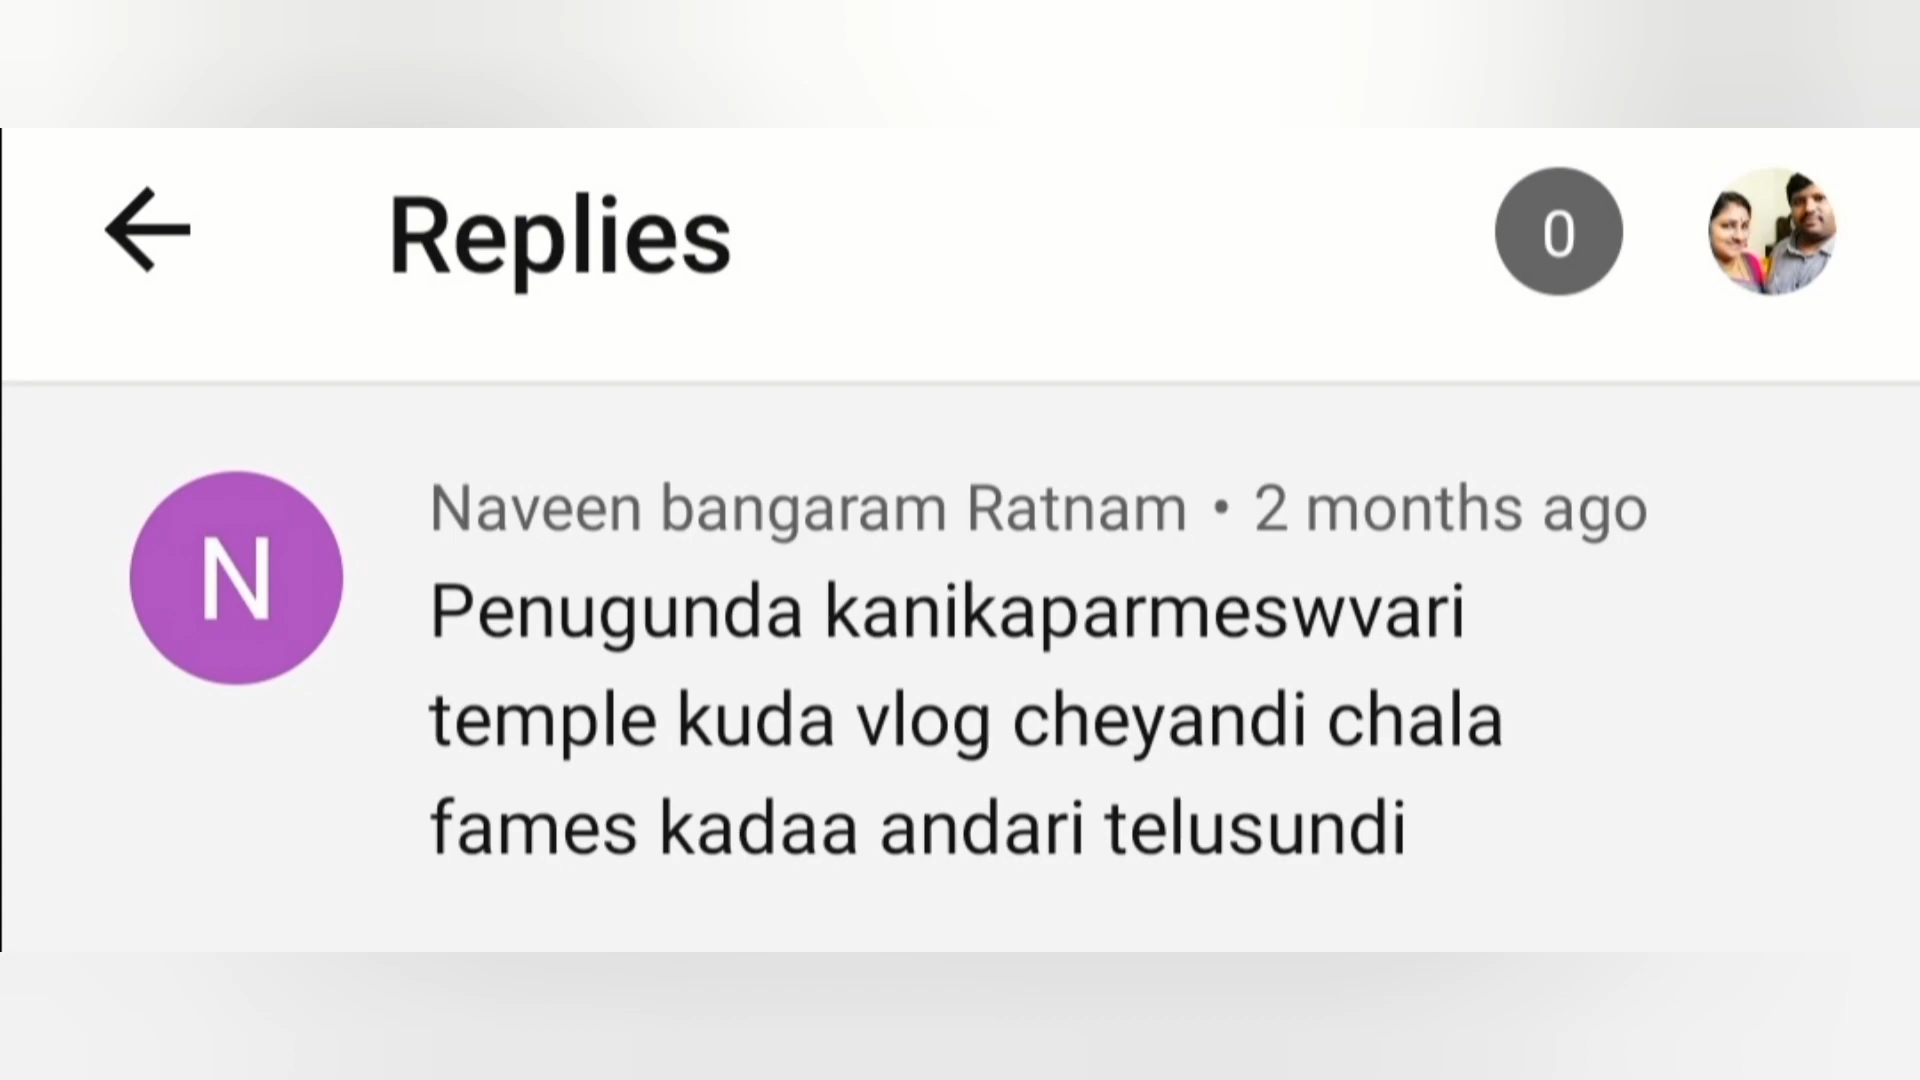 Replies
0
N
Naveen bangaram Ratnam • 2 months ago
Penugunda kanikaparmeswvari
temple kuda vlog cheyandi chala
fames kadaa andari telusundi